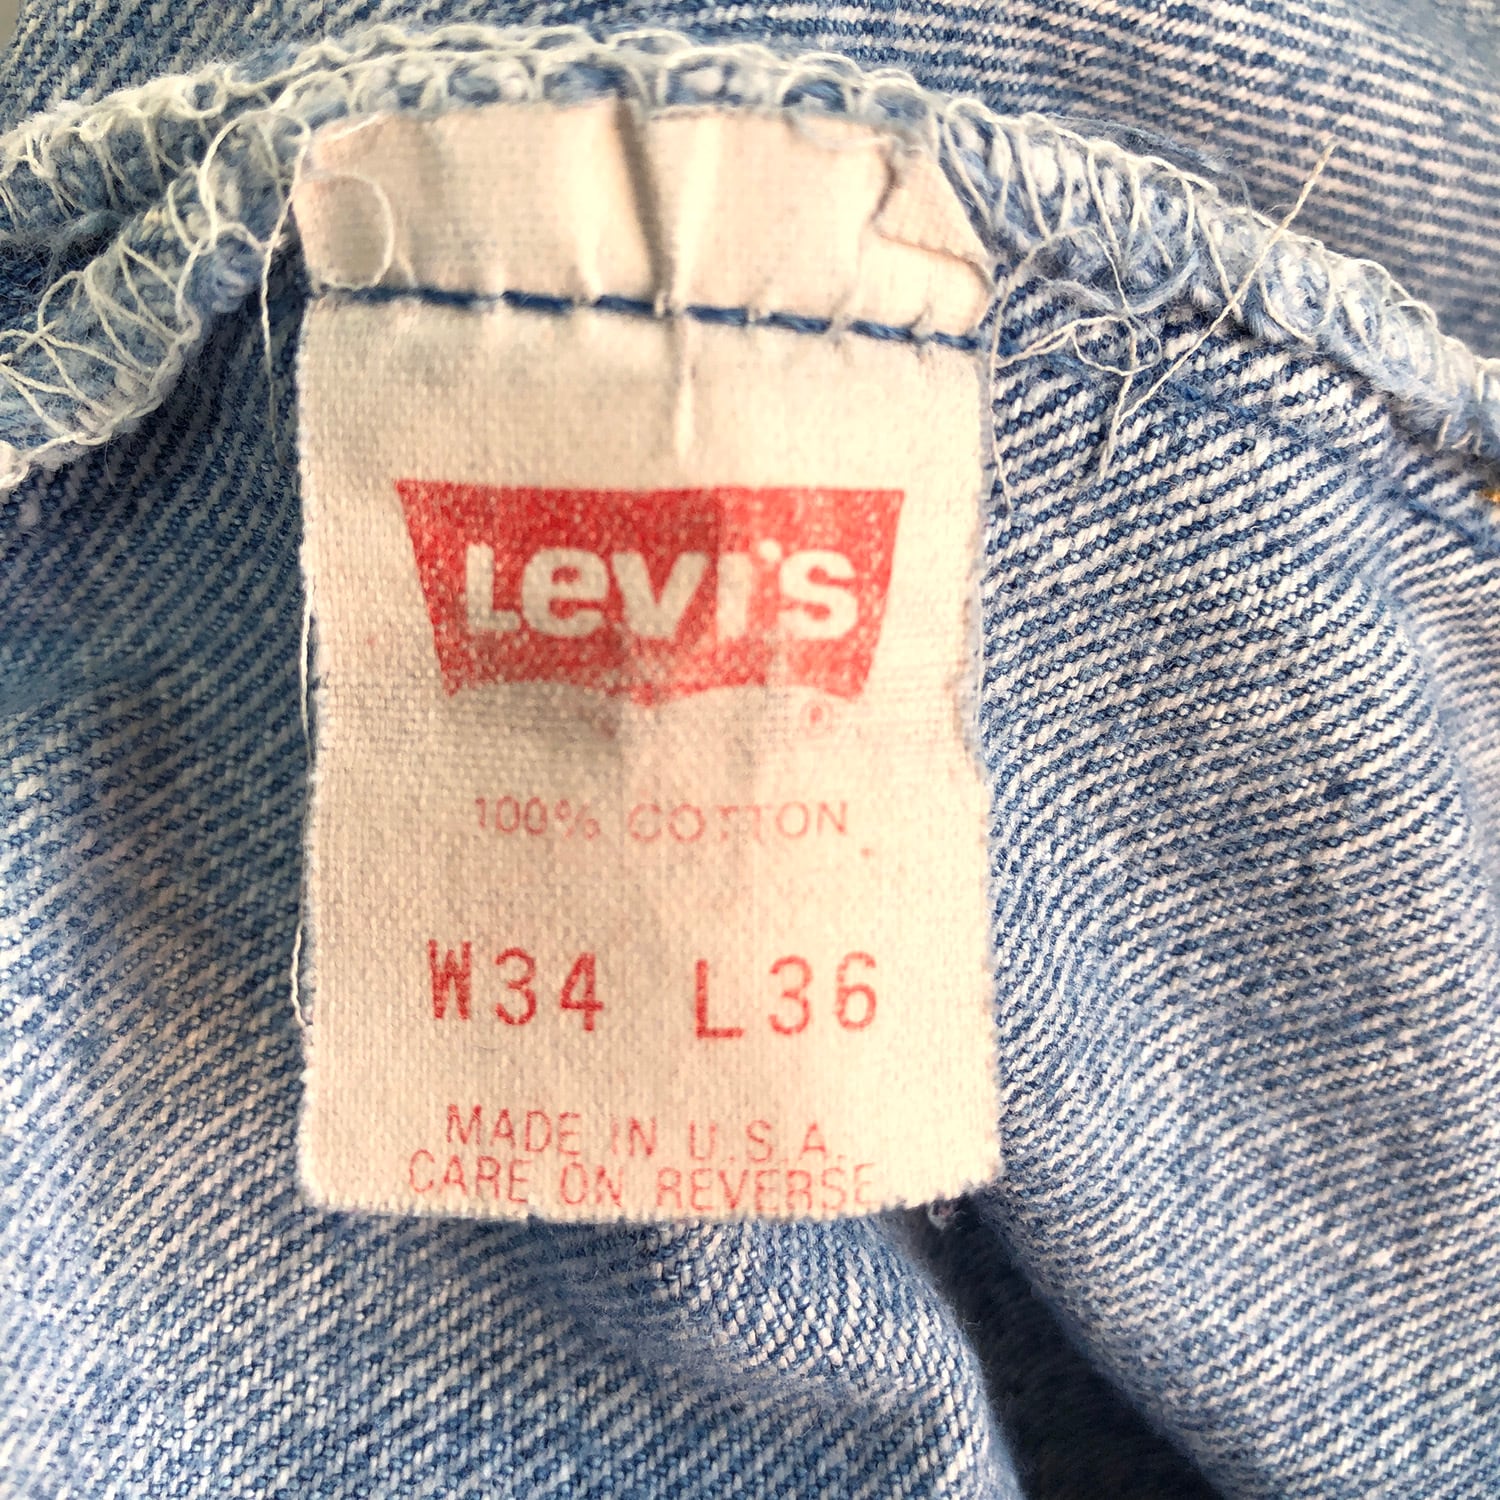 Levi's
®
100% COTTON
W34 L36
MADE IN U.S.A.
CARE ON REVERSE